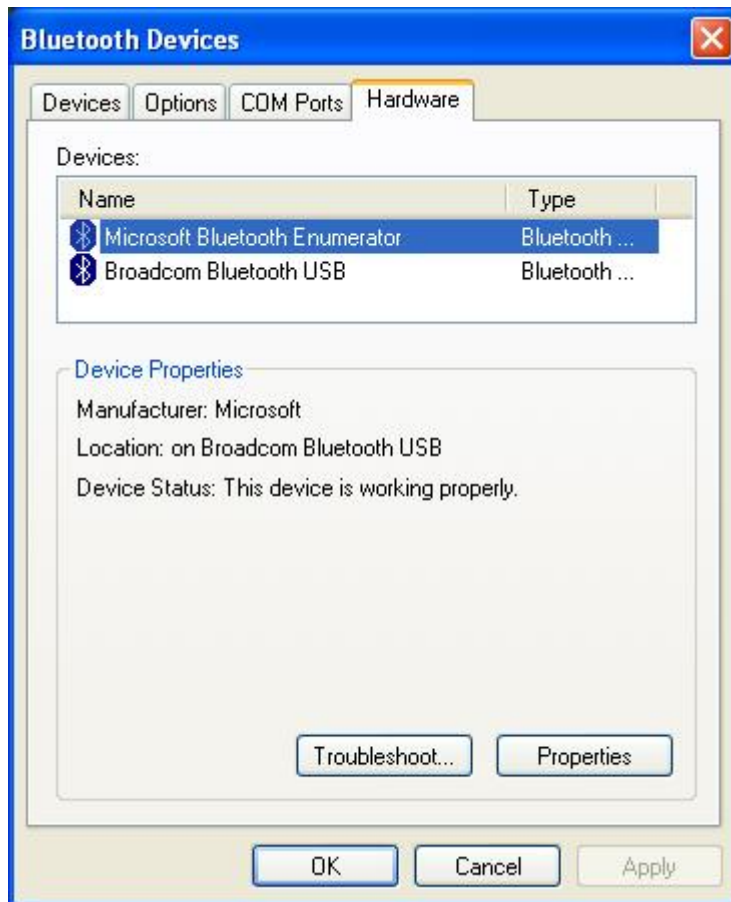 Bluetooth Devices
Devices Options COM Ports Hardware
Devices:
Name Type
Microsoft Bluetooth Enumerator Bluetooth ...
Broadcom Bluetooth USB Bluetooth ...
Device Properties
Manufacturer: Microsoft
Location: on Broadcom Bluetooth USB
Device Status: This device is working properly.
Troubleshoot... Properties
OK Cancel Apply